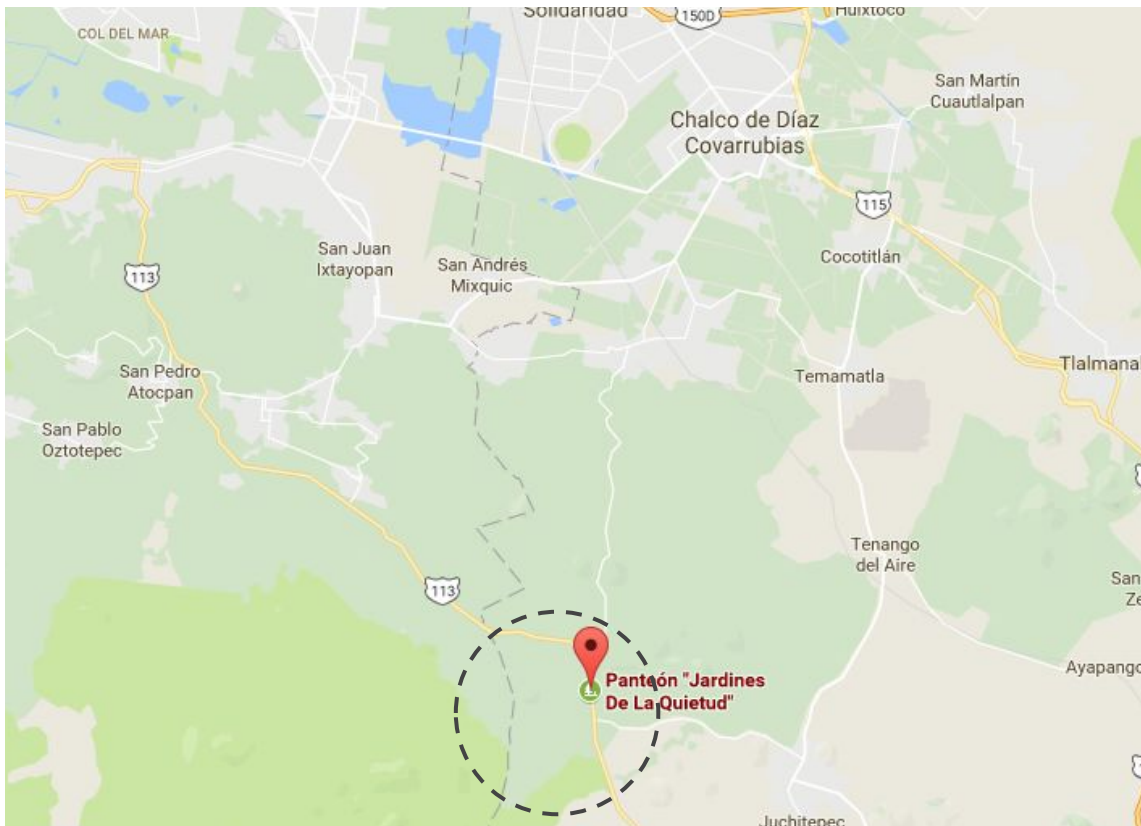 Solidaridad
150D
Huixtoco
COL DEL MAR
San Martín
Cuautlalpan
Chalco de Díaz
Covarrubias
115
San Juan
Ixtayopan
San Andrés
Mixquic
Cocotitlán
113
San Pedro
Atocpan
Temamatla
Tlalmanal
San Pablo
Oztotepec
Tenango
del Aire
113
San
Ze
Ayapango
Panteón "Jardines
De La Quietud"
Juchitepec